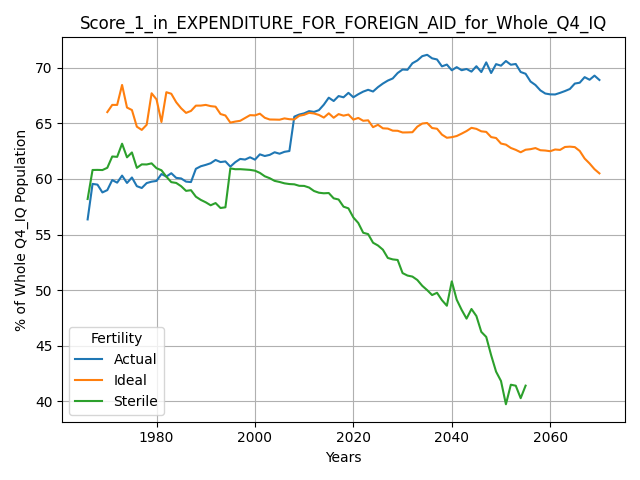 Score_1_in_EXPENDITURE_FOR_FOREIGN_AID_for_Whole_Q4_IQ
% of Whole Q4_IQ Population
70
65
60
55
50
45
40
Fertility
Actual
Ideal
Sterile
1980
2000
2020
2040
2060
Years